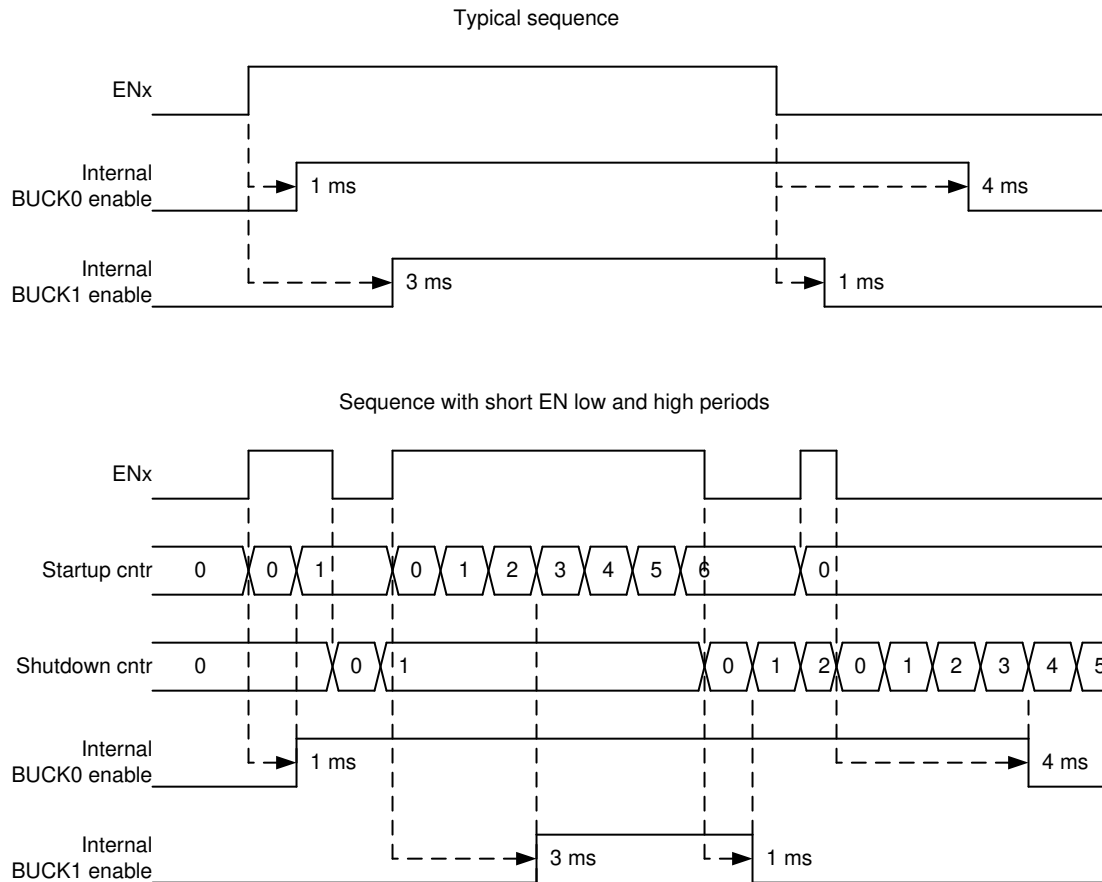 Typical sequence
ENx
Internal
BUCK0 enable
1 ms
4 ms
Internal
BUCK1 enable
3 ms
1 ms
Sequence with short EN low and high periods
ENx
Startup cntr
0 0 1 0 1 2 3 4 5 6 0
Shutdown cntr
0 0 1 0 1 2 0 1 2 3 4 5
Internal
BUCK0 enable
1 ms
4 ms
Internal
BUCK1 enable
3 ms
1 ms